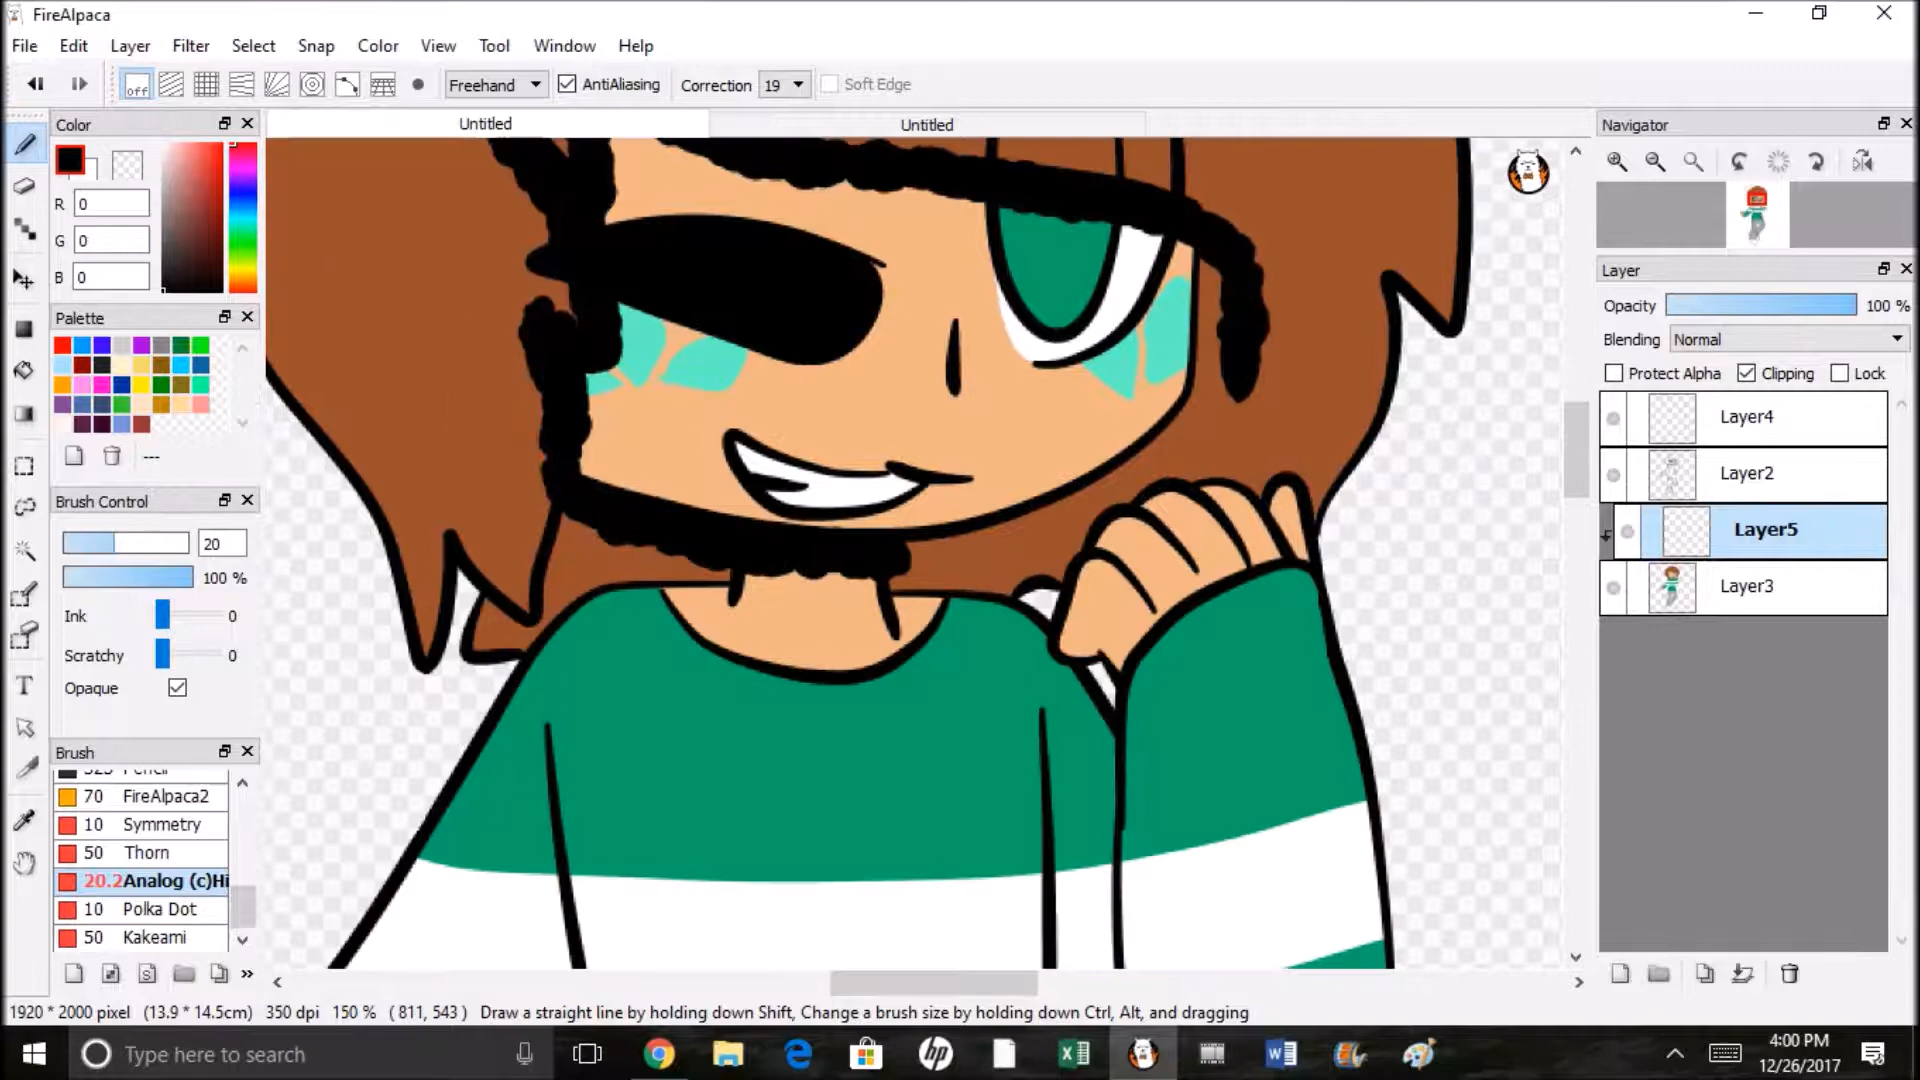 FireAlpaca
File Edit Layer Filter Select Snap Color View Tool Window Help
off Freehand AntiAliasing Correction 19 Soft Edge
Color
Untitled Untitled
Navigator
R 0
G 0
B 0
Palette
---
Brush Control
20
100 %
Ink 0
Scratchy 0
Opaque
Brush
FireAlpaca2 70
10 Symmetry
50 Thorn
20.2 Analog (c)Hi
10 Polka Dot
50 Kakeami
»
Layer
Opacity 100 %
Blending Normal
Protect Alpha Clipping Lock
Layer4
Layer2
Layer5
Layer3
1920 * 2000 pixel (13.9 * 14.5cm) 350 dpi 150 % ( 811, 543 ) Draw a straight line by holding down Shift, Change a brush size by holding down Ctrl, Alt, and dragging
Type here to search
4:00 PM
12/26/2017